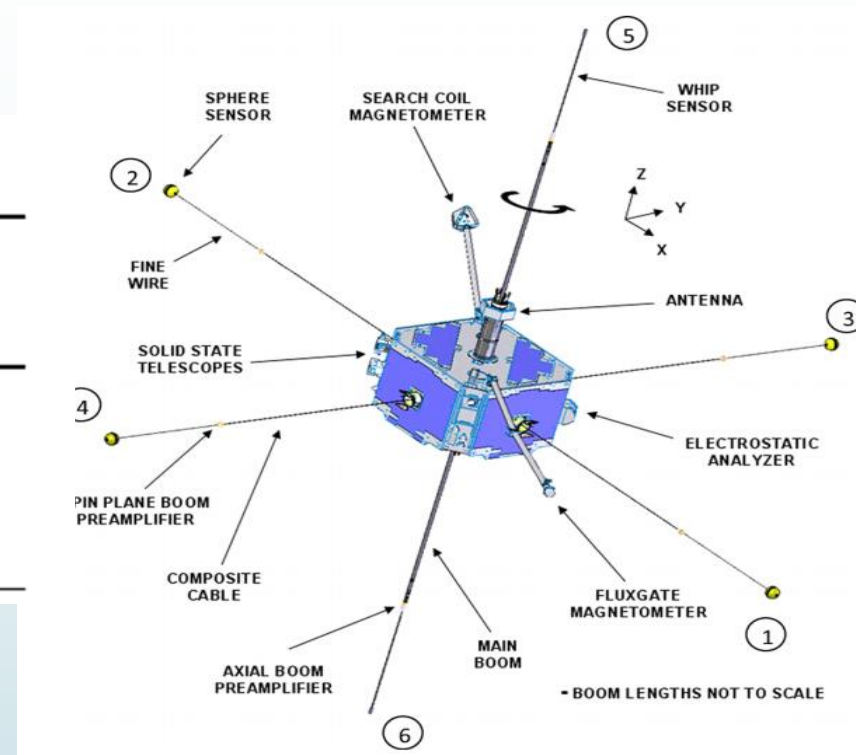 5
WHIP
SENSOR
SPHERE
SENSOR
SEARCH COIL
MAGNETOMETER
2
Z
Y
X
FINE
WIRE
ANTENNA
3
SOLID STATE
TELESCOPES
4
ELECTROSTATIC
ANALYZER
PIN PLANE BOOM
PREAMPLIFIER
COMPOSITE
CABLE
FLUXGATE
MAGNETOMETER
1
MAIN
BOOM
AXIAL BOOM
PREAMPLIFIER
- BOOM LENGTHS NOT TO SCALE
6